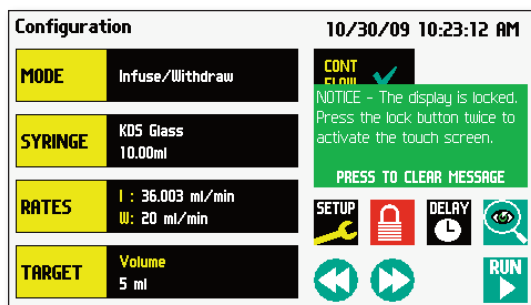 Configuration
10/30/09 10:23:12 AM
MODE
Infuse/Withdraw
SYRINGE
KDS Glass
10.00ml
RATES
I : 36.003 ml/min
W: 20 ml/min
TARGET
Volume
5 ml
CONT
FLOW
NOTICE - The display is locked.
Press the lock button twice to
activate the touch screen.
PRESS TO CLEAR MESSAGE
SETUP
DELAY
RUN